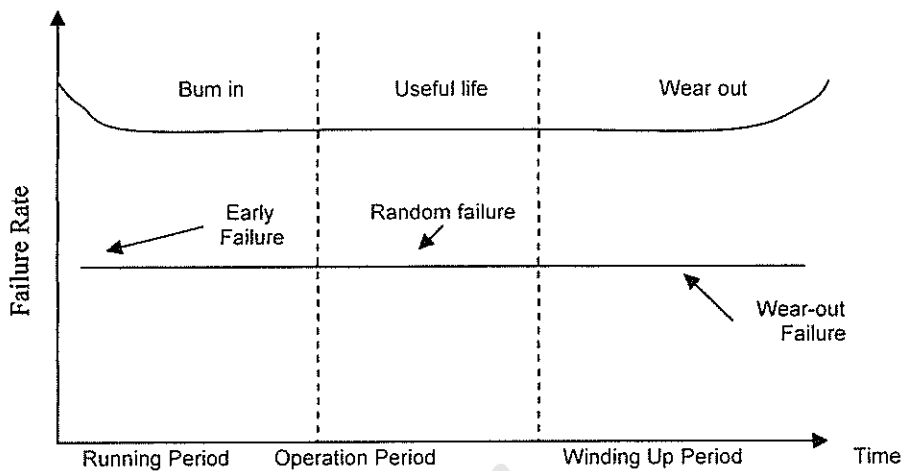 Bum in
Useful life
Wear out
Early
Failure
Random failure
Wear-out
Failure
Failure Rate
Running Period
Operation Period
Winding Up Period
Time